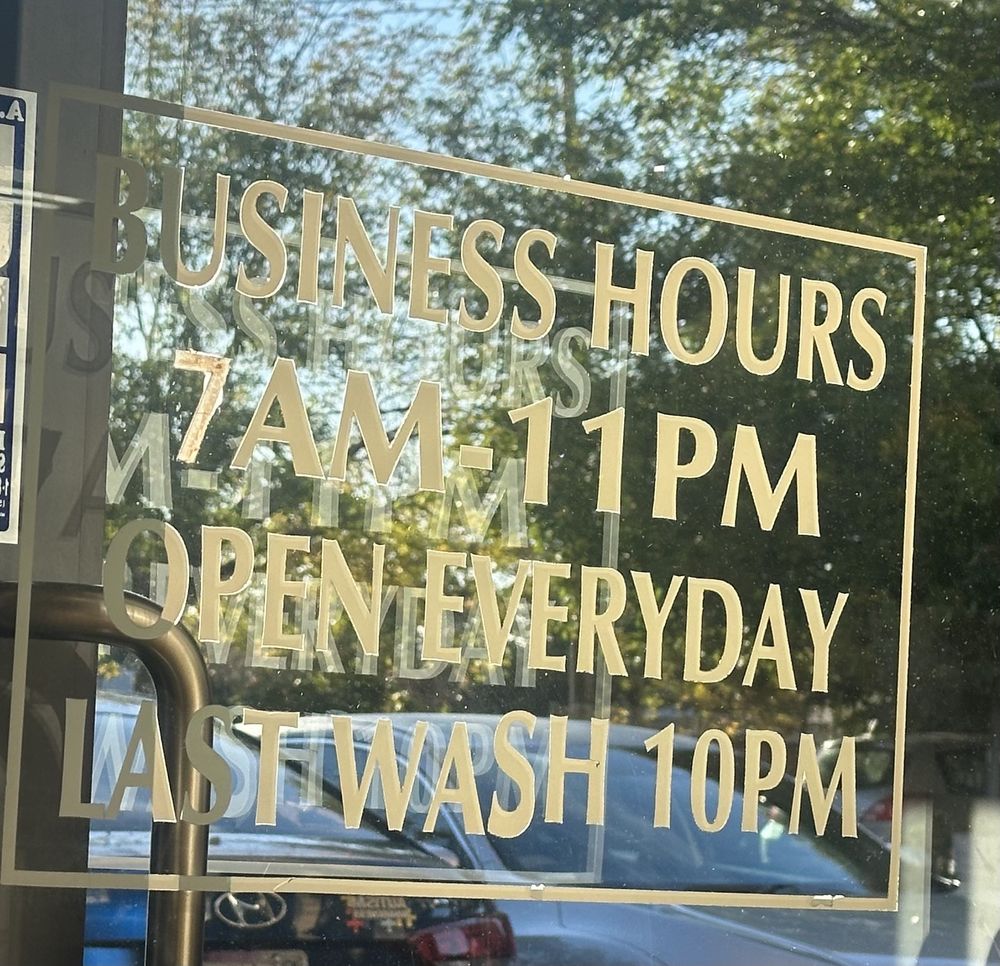 BUSINESS HOURS
7AM-11PM
OPEN EVERYDAY
LAST WASH 10PM